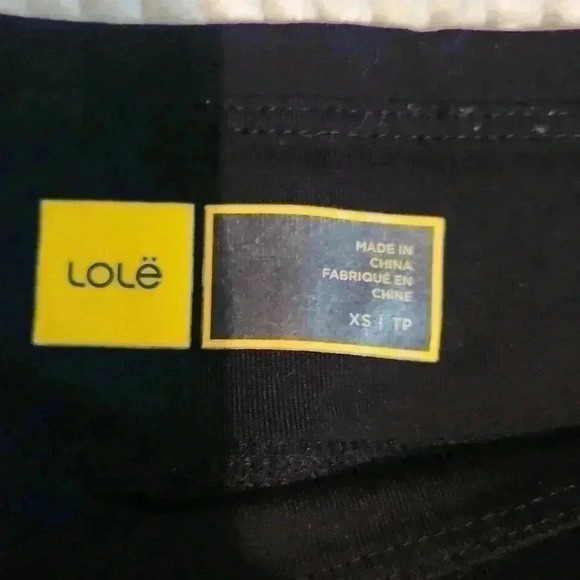 LOLë
MADE IN
CHINA
FABRIQUÉ EN
CHINE
XS | TP